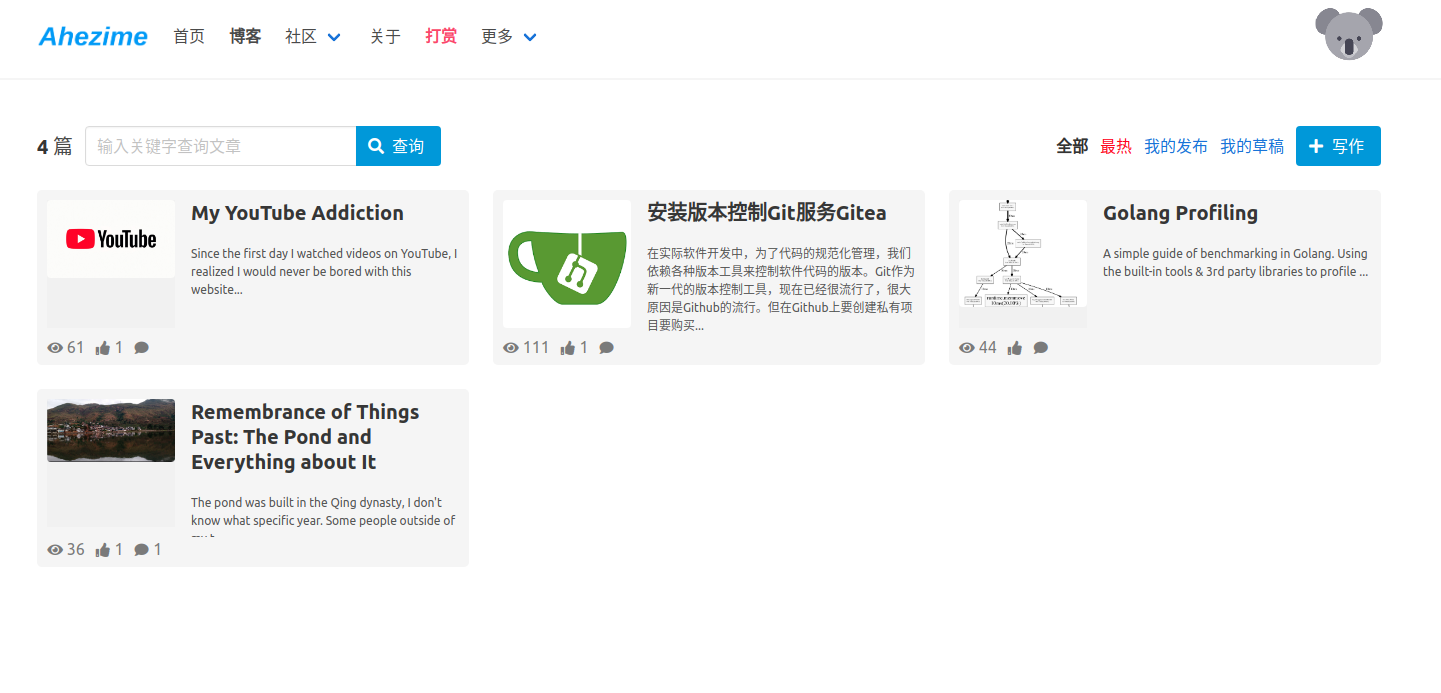 Ahezime 首页 博客 社区 关于 打赏 更多
4 篇 输入关键字查询文章 查询 全部 最热 我的发布 我的草稿 写作
YouTube
My YouTube Addiction
Since the first day I watched videos on YouTube, I
realized I would never be bored with this
website...
61 1
安装版本控制Git服务Gitea
在实际软件开发中，为了代码的规范化管理，我们
依赖各种版本工具来控制软件代码的版本。Git作为
新一代的版本控制工具，现在已经很流行了，很大
原因是Github的流行。但在Github上要创建私有项
目要购买...
111 1
Golang Profiling
A simple guide of benchmarking in Golang. Using
the built-in tools & 3rd party libraries to profile ...
44
Remembrance of Things
Past: The Pond and
Everything about It
The pond was built in the Qing dynasty, I don't
know what specific year. Some people outside of
36 1 1